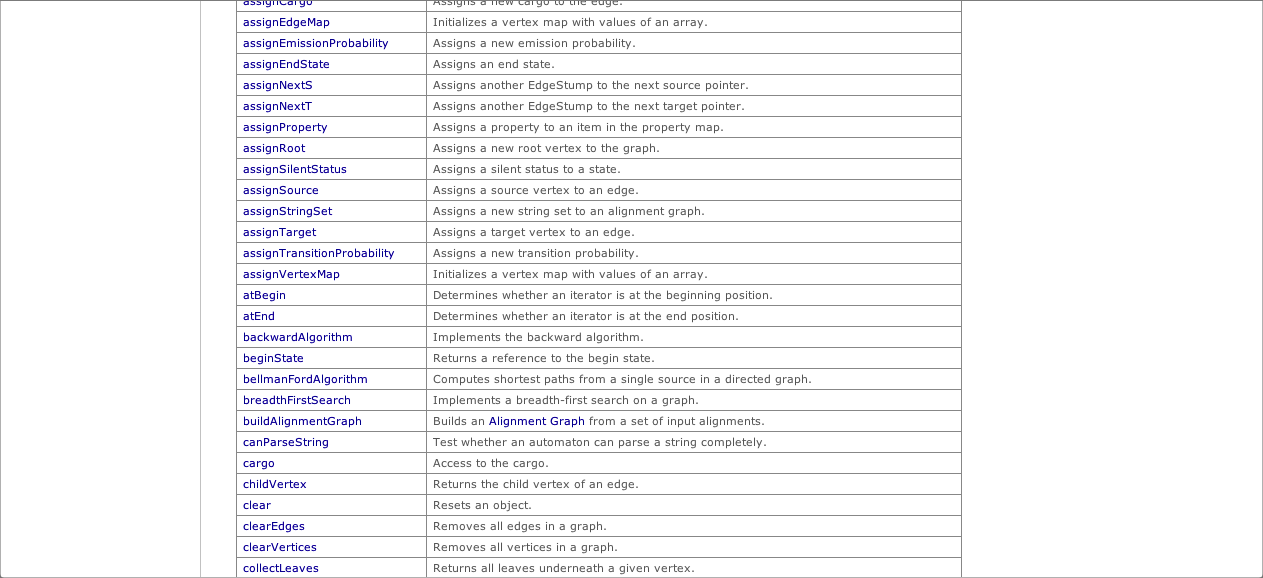 assignCargo Assigns a new cargo to the edge.
assignEdgeMap Initializes a vertex map with values of an array.
assignEmissionProbability Assigns a new emission probability.
assignEndState Assigns an end state.
assignNextS Assigns another EdgeStump to the next source pointer.
assignNextT Assigns another EdgeStump to the next target pointer.
assignProperty Assigns a property to an item in the property map.
assignRoot Assigns a new root vertex to the graph.
assignSilentStatus Assigns a silent status to a state.
assignSource Assigns a source vertex to an edge.
assignStringSet Assigns a new string set to an alignment graph.
assignTarget Assigns a target vertex to an edge.
assignTransitionProbability Assigns a new transition probability.
assignVertexMap Initializes a vertex map with values of an array.
atBegin Determines whether an iterator is at the beginning position.
atEnd Determines whether an iterator is at the end position.
backwardAlgorithm Implements the backward algorithm.
beginState Returns a reference to the begin state.
bellmanFordAlgorithm Computes shortest paths from a single source in a directed graph.
breadthFirstSearch Implements a breadth-first search on a graph.
buildAlignmentGraph Builds an Alignment Graph from a set of input alignments.
canParseString Test whether an automaton can parse a string completely.
cargo Access to the cargo.
childVertex Returns the child vertex of an edge.
clear Resets an object.
clearEdges Removes all edges in a graph.
clearVertices Removes all vertices in a graph.
collectLeaves Returns all leaves underneath a given vertex.